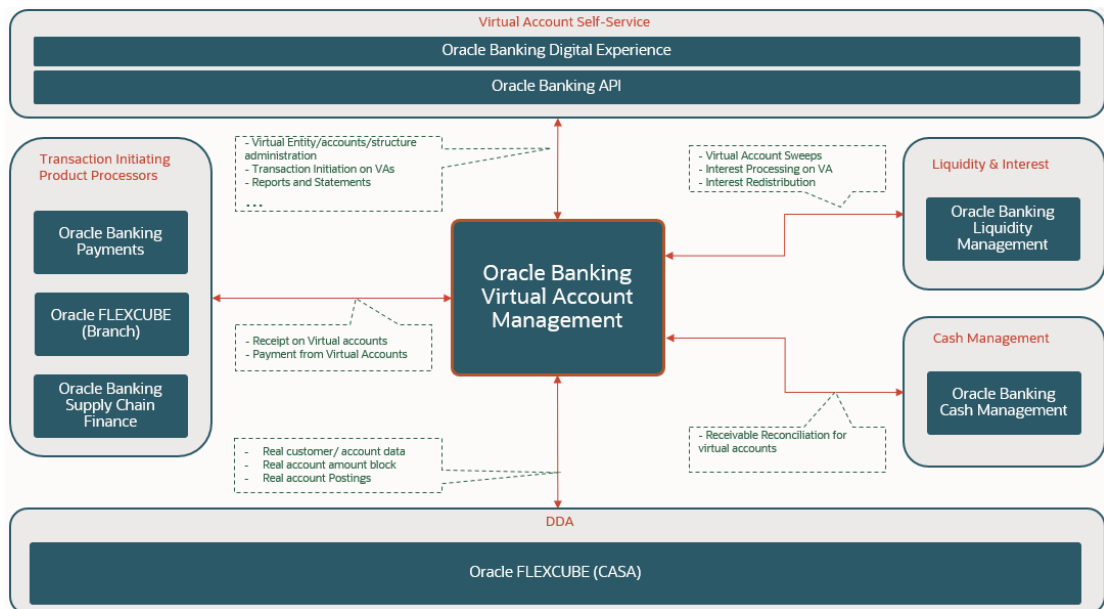 Virtual Account Self-Service
Oracle Banking Digital Experience
Oracle Banking API
- Virtual Entity/accounts/structure
administration
- Transaction Initiation on VAs
- Reports and Statements
...
- Virtual Account Sweeps
- Interest Processing on VA
- Interest Redistribution
Transaction Initiating
Product Processors
Oracle Banking
Payments
Oracle FLEXCUBE
(Branch)
Oracle Banking
Supply Chain
Finance
Liquidity & Interest
Oracle Banking
Liquidity
Management
Oracle Banking
Virtual Account
Management
- Receipt on Virtual accounts
- Payment from Virtual Accounts
Cash Management
Oracle Banking
Cash Management
- Receivable Reconciliation for
virtual accounts
- Real customer/ account data
- Real account amount block
- Real account Postings
DDA
Oracle FLEXCUBE (CASA)